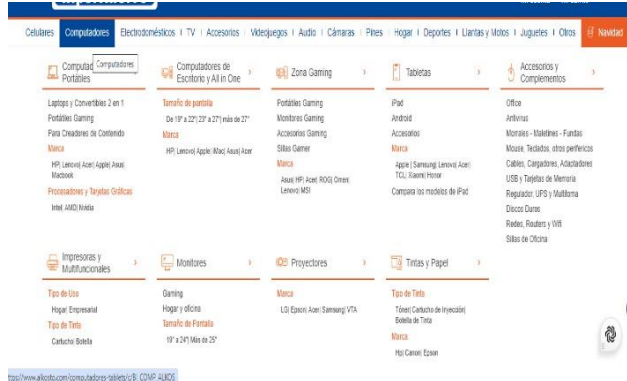 Celulares Computadores Electrodomésticos TV Accesorios Videojuegos Audio Cámaras Pines Hogar Deportes Llantas y Motos Juguetes Otros Navidad
Computadores
Portátiles
Computadores
Laptops y Convertibles 2 en 1
Portátiles Gaming
Para Creadores de Contenido
Marca
HP| Lenovo| Acer| Apple| Asus|
Macbook
Procesadores y Tarjetas Gráficas
Intel| AMD| Nvidia
Computadores de
Escritorio y All in One
Tamaño de pantalla
De 19" a 22"| 23" a 27"| más de 27"
Marca
HP| Lenovo| Apple| iMac| Asus| Acer
Zona Gaming
Portátiles Gaming
Monitores Gaming
Accesorios Gaming
Sillas Gamer
Marca
Asus| HP| Acer| ROG| Omen|
Lenovo| MSI
Tabletas
iPad
Android
Accesorios
Marca
Apple | Samsung| Lenovo| Acer|
TCL| Xiaomi| Honor
Compara los modelos de iPad
Accesorios y
Complementos
Office
Antivirus
Morrales - Maletines - Fundas
Mouse, Teclados, otros perifericos
Cables, Cargadores, Adaptadores
USB y Tarjetas de Memoria
Regulador, UPS y Multitoma
Discos Duros
Redes, Routers y Wifi
Sillas de Oficina
Impresoras y
Multifuncionales
Tipo de Uso
Hogar| Empresarial
Tipo de Tinta
Cartucho| Botella
Monitores
Gaming
Hogar y oficina
Tamaño de Pantalla
19" a 24"| Más de 25"
Proyectores
Marca
LG| Epson| Acer| Samsung| VTA
Tintas y Papel
Tipo de Tinta
Tóner| Cartucho de Inyección|
Botella de Tinta
Marca
Hp| Canon| Epson
https://www.alkosto.com/computadores-tablets/c/BI_COMP_ALKOS